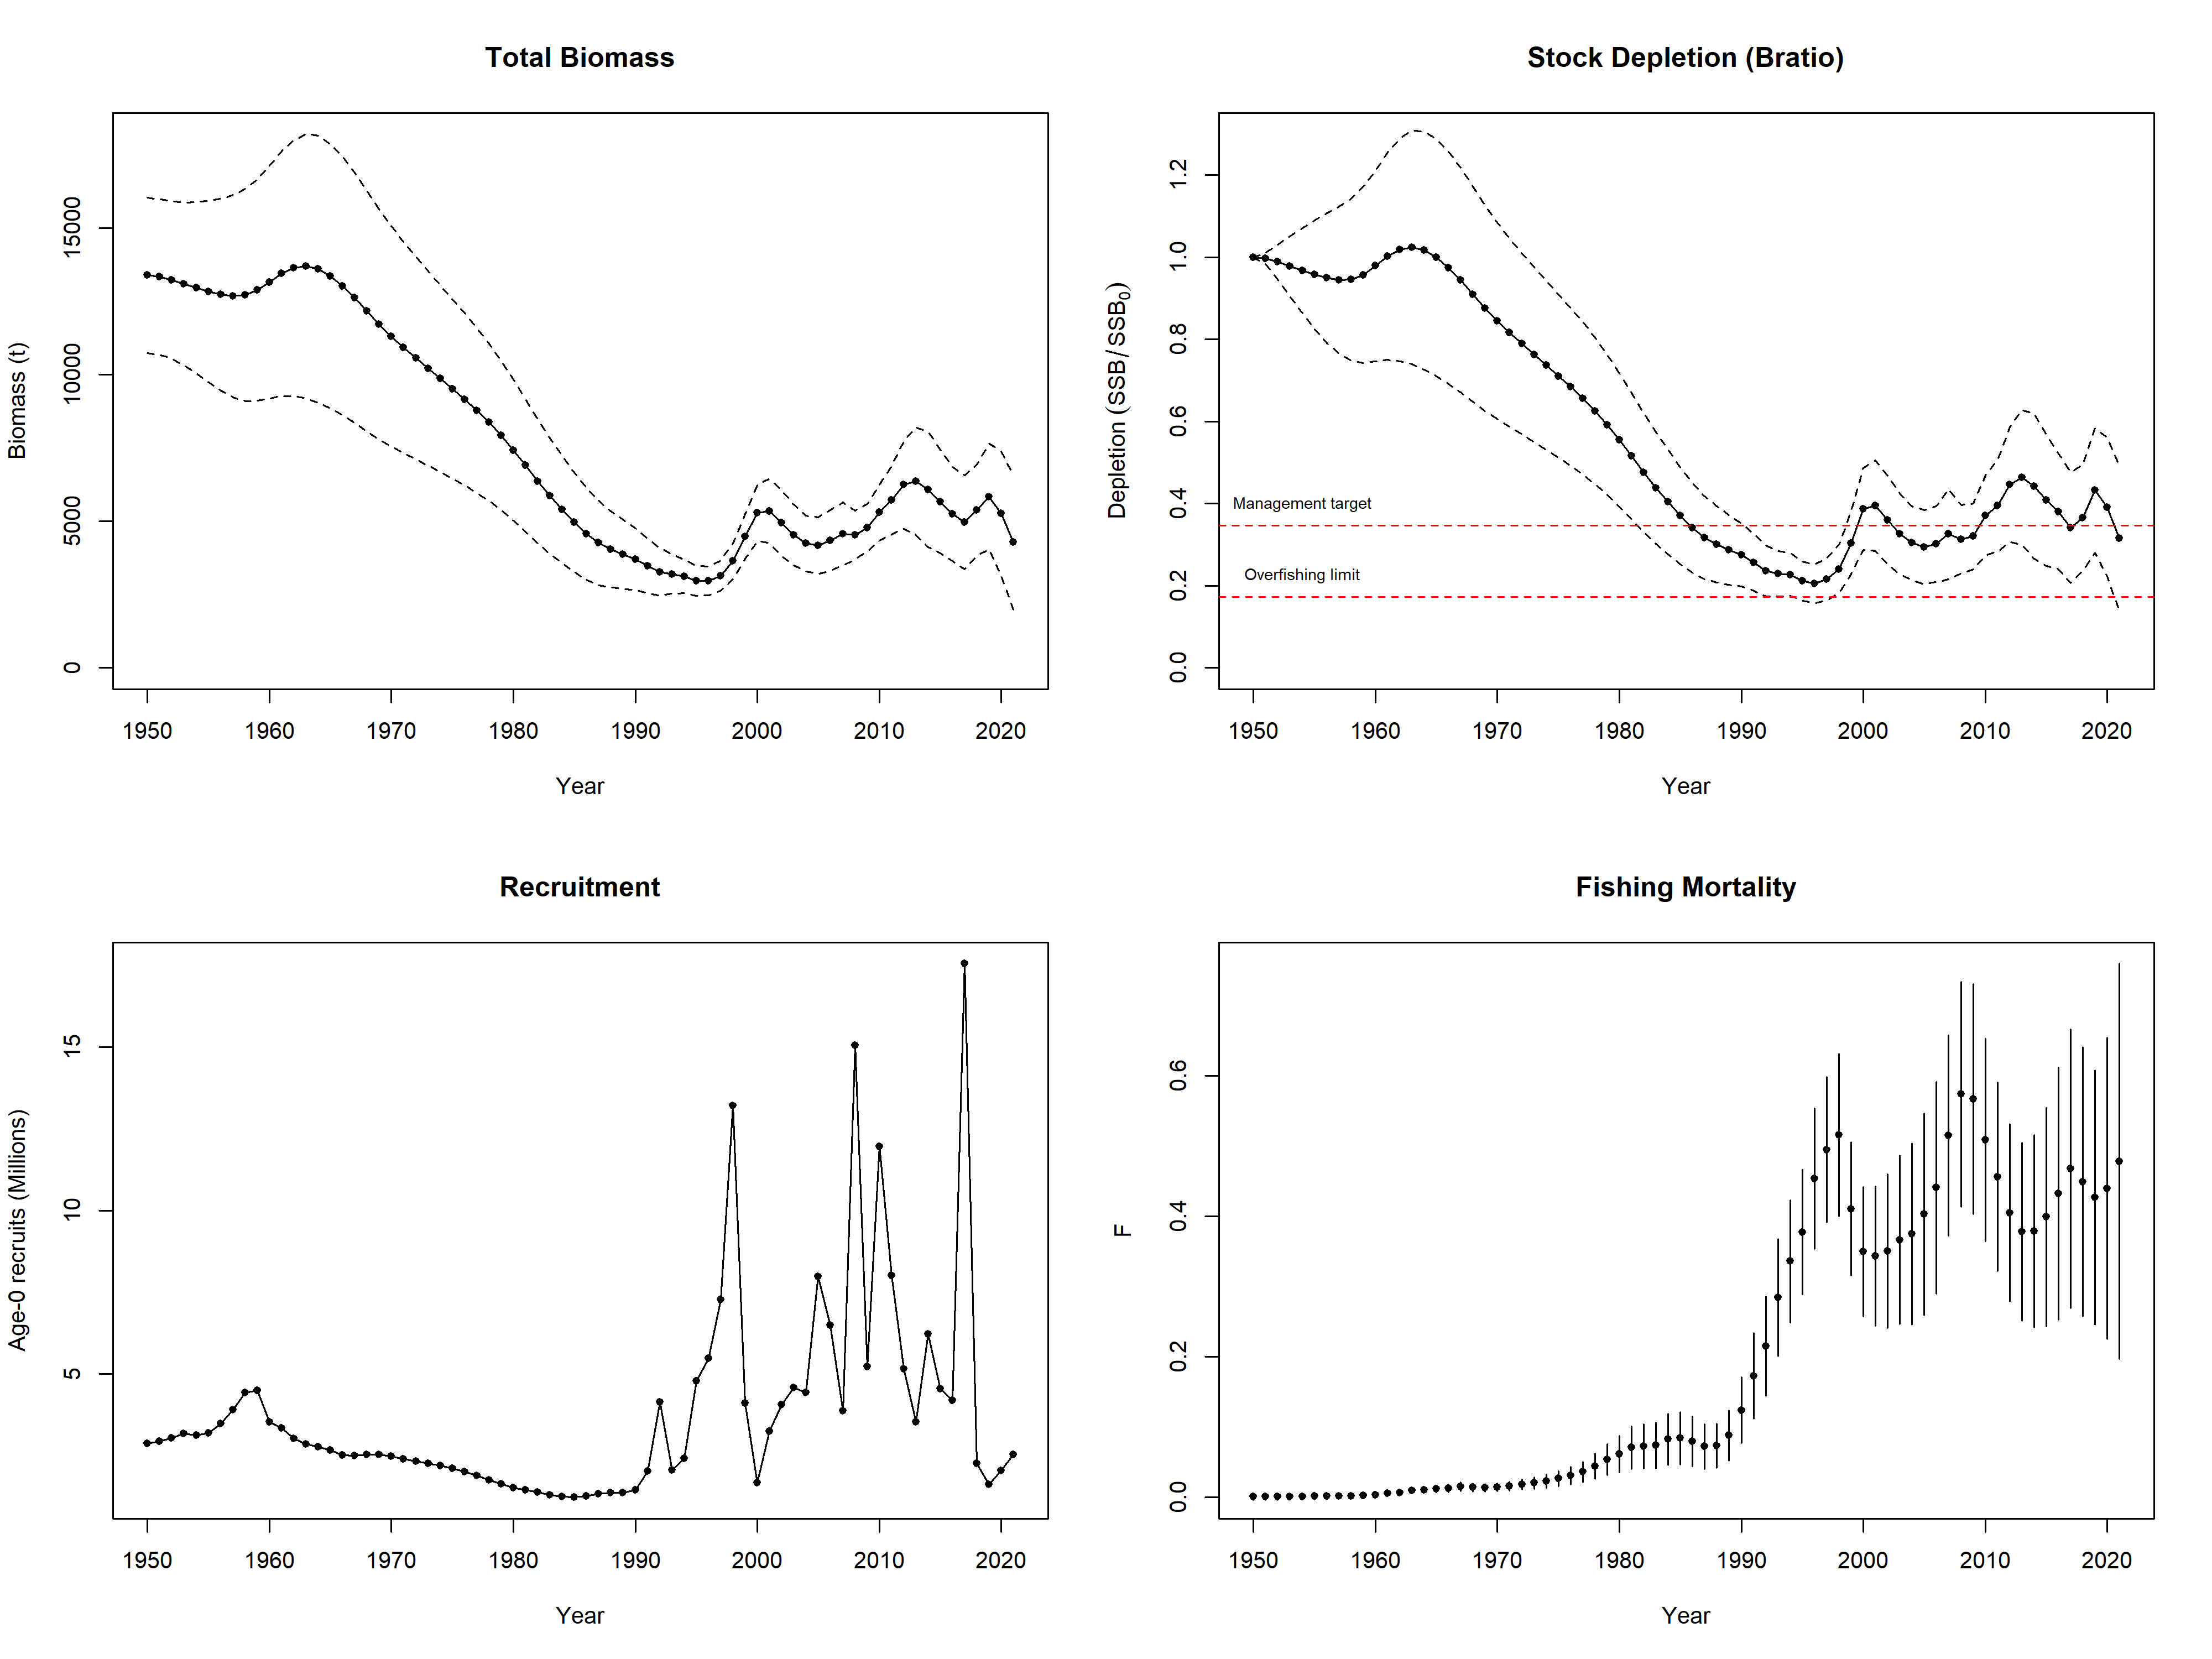 Total Biomass
Biomass (t)
15000
10000
5000
0
1950 1960 1970 1980 1990 2000 2010 2020
Year
Stock Depletion (Bratio)
Depletion (SSB/SSB₀)
1.2
1.0
0.8
0.6
0.4
0.2
0.0
Management target
Overfishing limit
1950 1960 1970 1980 1990 2000 2010 2020
Year
Recruitment
Age-0 recruits (Millions)
15
10
5
1950 1960 1970 1980 1990 2000 2010 2020
Year
Fishing Mortality
F
0.6
0.4
0.2
0.0
1950 1960 1970 1980 1990 2000 2010 2020
Year